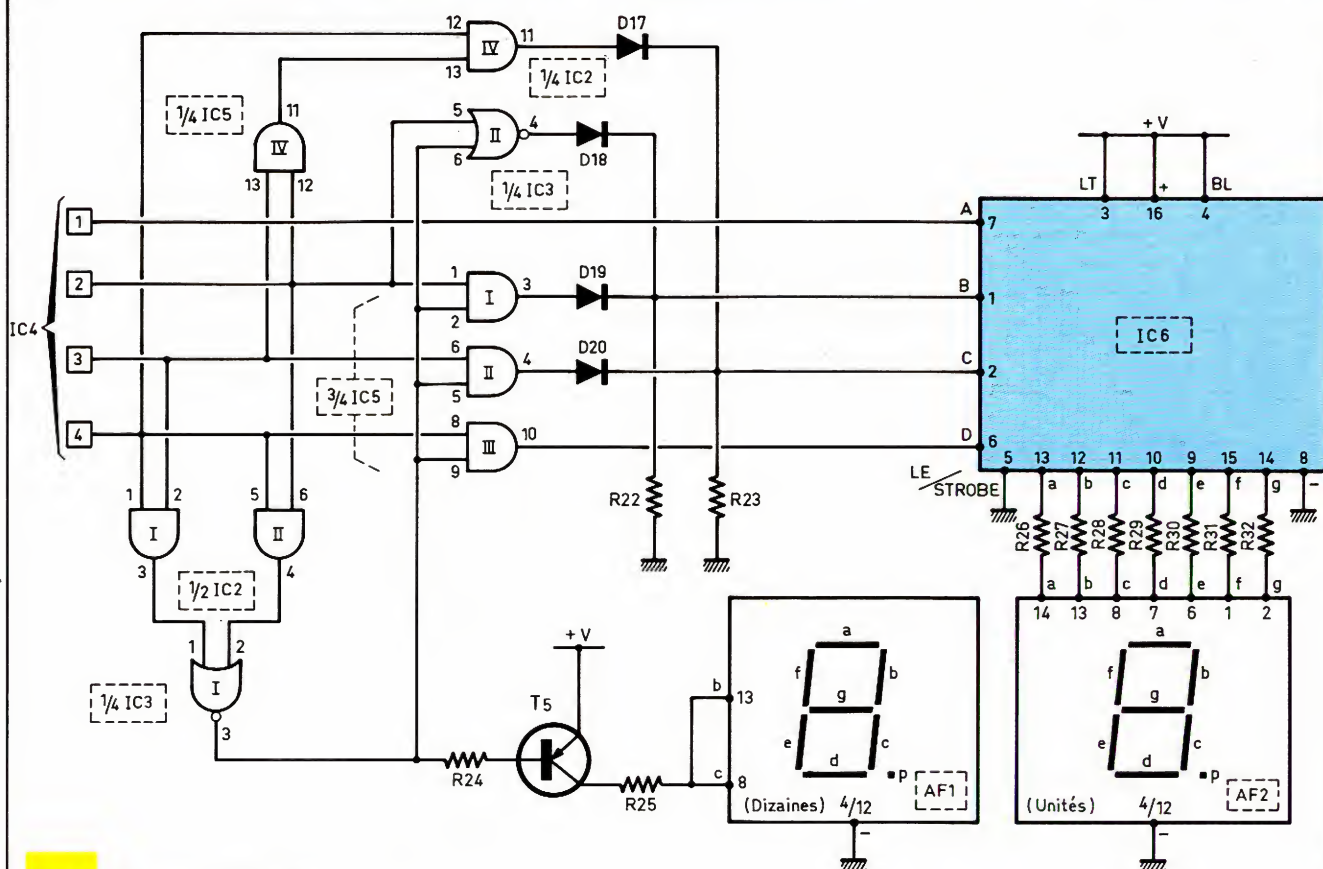 12
IV
11
13
D17
1/4 IC2
1/4 IC5
11
IV
13 12
5
II
4
6
D18
1/4 IC3
+V
LT + BL
3 16 4
IC4
1
A
7
2
1
I
3
2
D19
B
1
IC6
3
6
II
4
5
D20
C
2
3/4 IC5
4
8
III
10
9
D
6
LE/STROBE
5 13 12 11 10 9 15 14 8
a b c d e f g -
R22
R23
R26
R27
R28
R29
R30
R31
R32
1 2
I
3
5 6
II
4
1/2 IC2
1 2
I
3
1/4 IC3
+V
T5
R24
R25
b
13
c
8
a
f b
g
e c
d
p
(Dizaines)
4/12
-
AF1
a b c d e f g
14 13 8 7 6 1 2
a
f b
g
e c
d
p
(Unités)
4/12
-
AF2